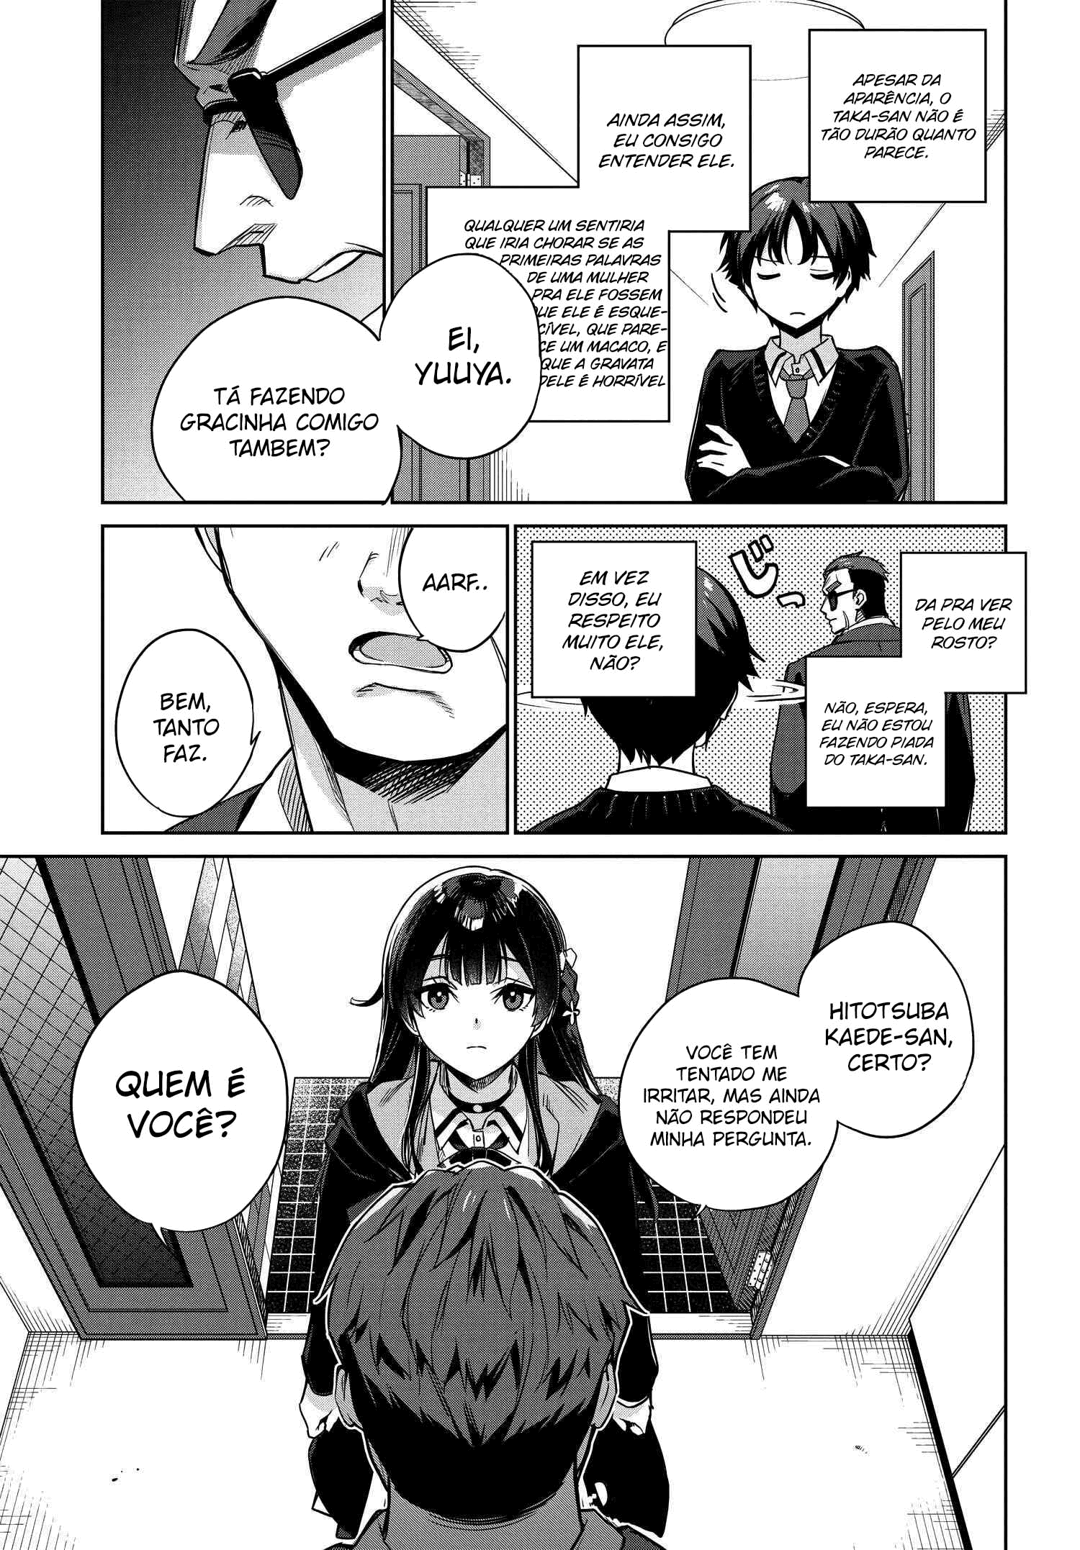 APESAR DA
APARÊNCIA, O
TAKA-SAN NÃO É
TÃO DURÃO QUANTO
PARECE.
AINDA ASSIM,
EU CONSIGO
ENTENDER ELE.
QUALQUER UM SENTIRIA
QUE IRIA CHORAR SE AS
PRIMEIRAS PALAVRAS
DE UMA MULHER
PRA ELE FOSSEM
QUE ELE É ESQUE-
CÍVEL, QUE PARE-
CE UM MACACO, E
QUE A GRAVATA
DELE É HORRÍVEL
EI,
YUUYA.
TÁ FAZENDO
GRACINHA COMIGO
TAMBEM?
DA PRA VER
PELO MEU
ROSTO?
じっ
NÃO, ESPERA,
EU NÃO ESTOU
FAZENDO PIADA
DO TAKA-SAN.
EM VEZ
DISSO, EU
RESPEITO
MUITO ELE,
NÃO?
AARF..
BEM,
TANTO
FAZ.
HITOTSUBA
KAEDE-SAN,
CERTO?
VOCÊ TEM
TENTADO ME
IRRITAR, MAS AINDA
NÃO RESPONDEU
MINHA PERGUNTA.
QUEM É
VOCÊ?